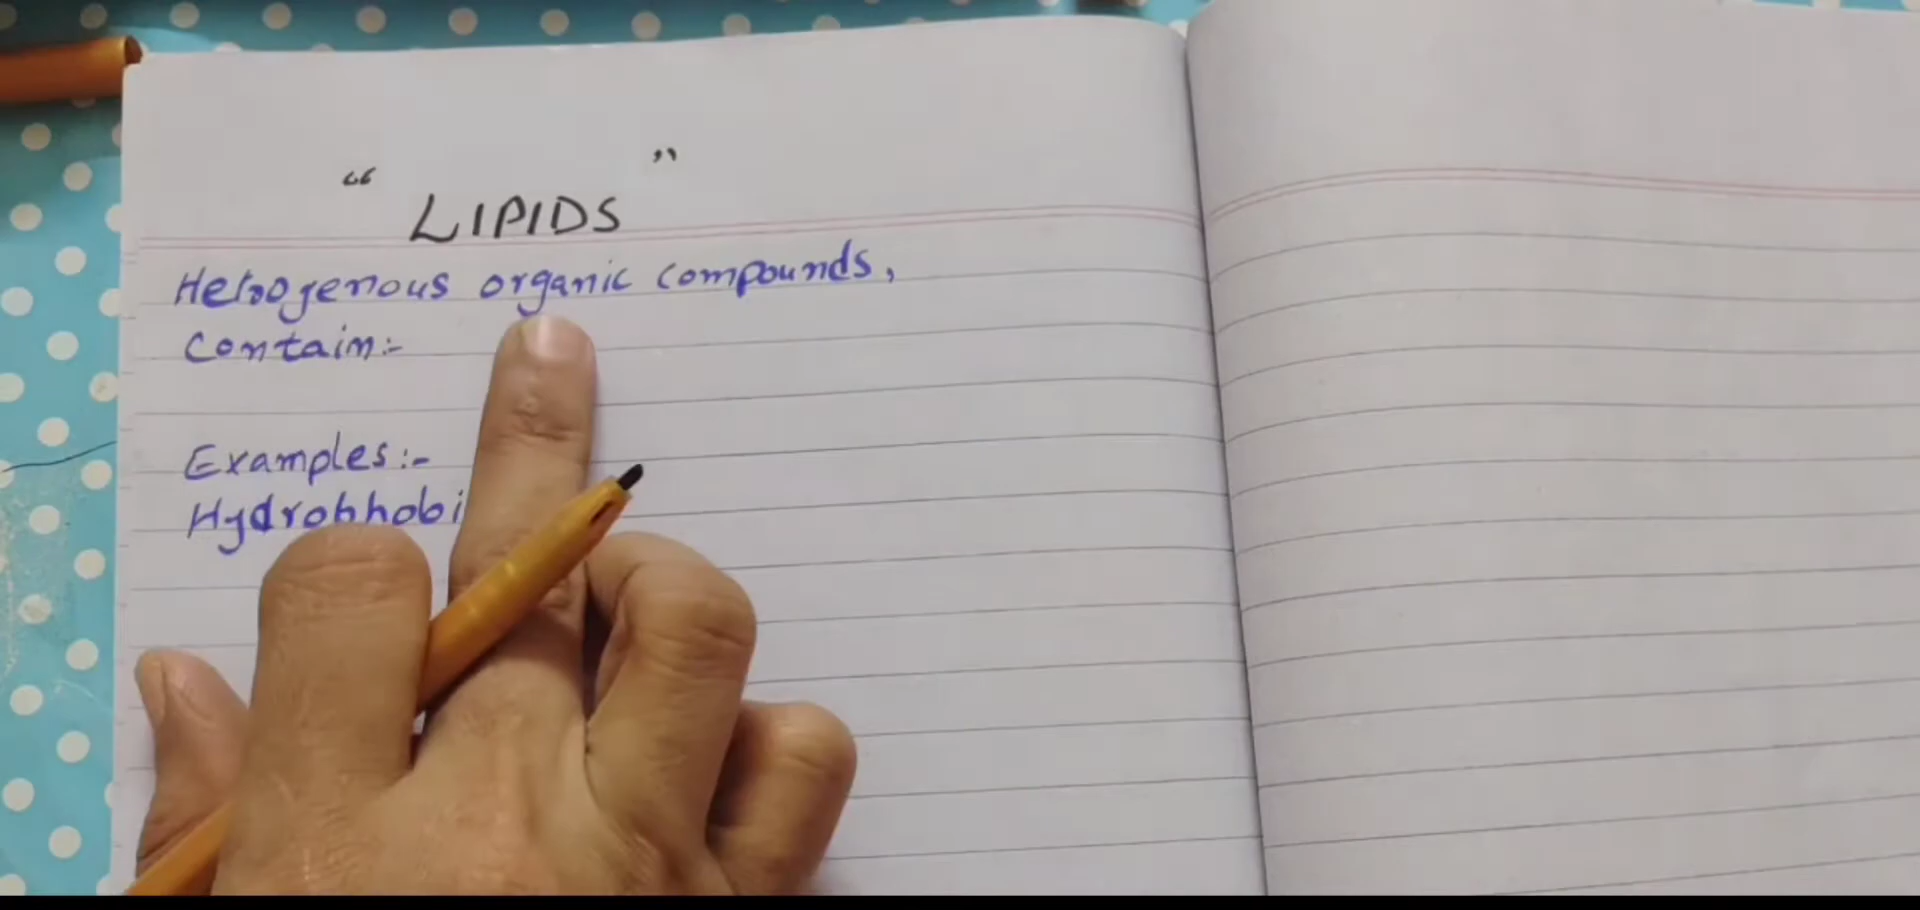 “ LIPIDS ”
Hetrogenous organic compounds,
Contain:-
Examples:-
Hydrophobi